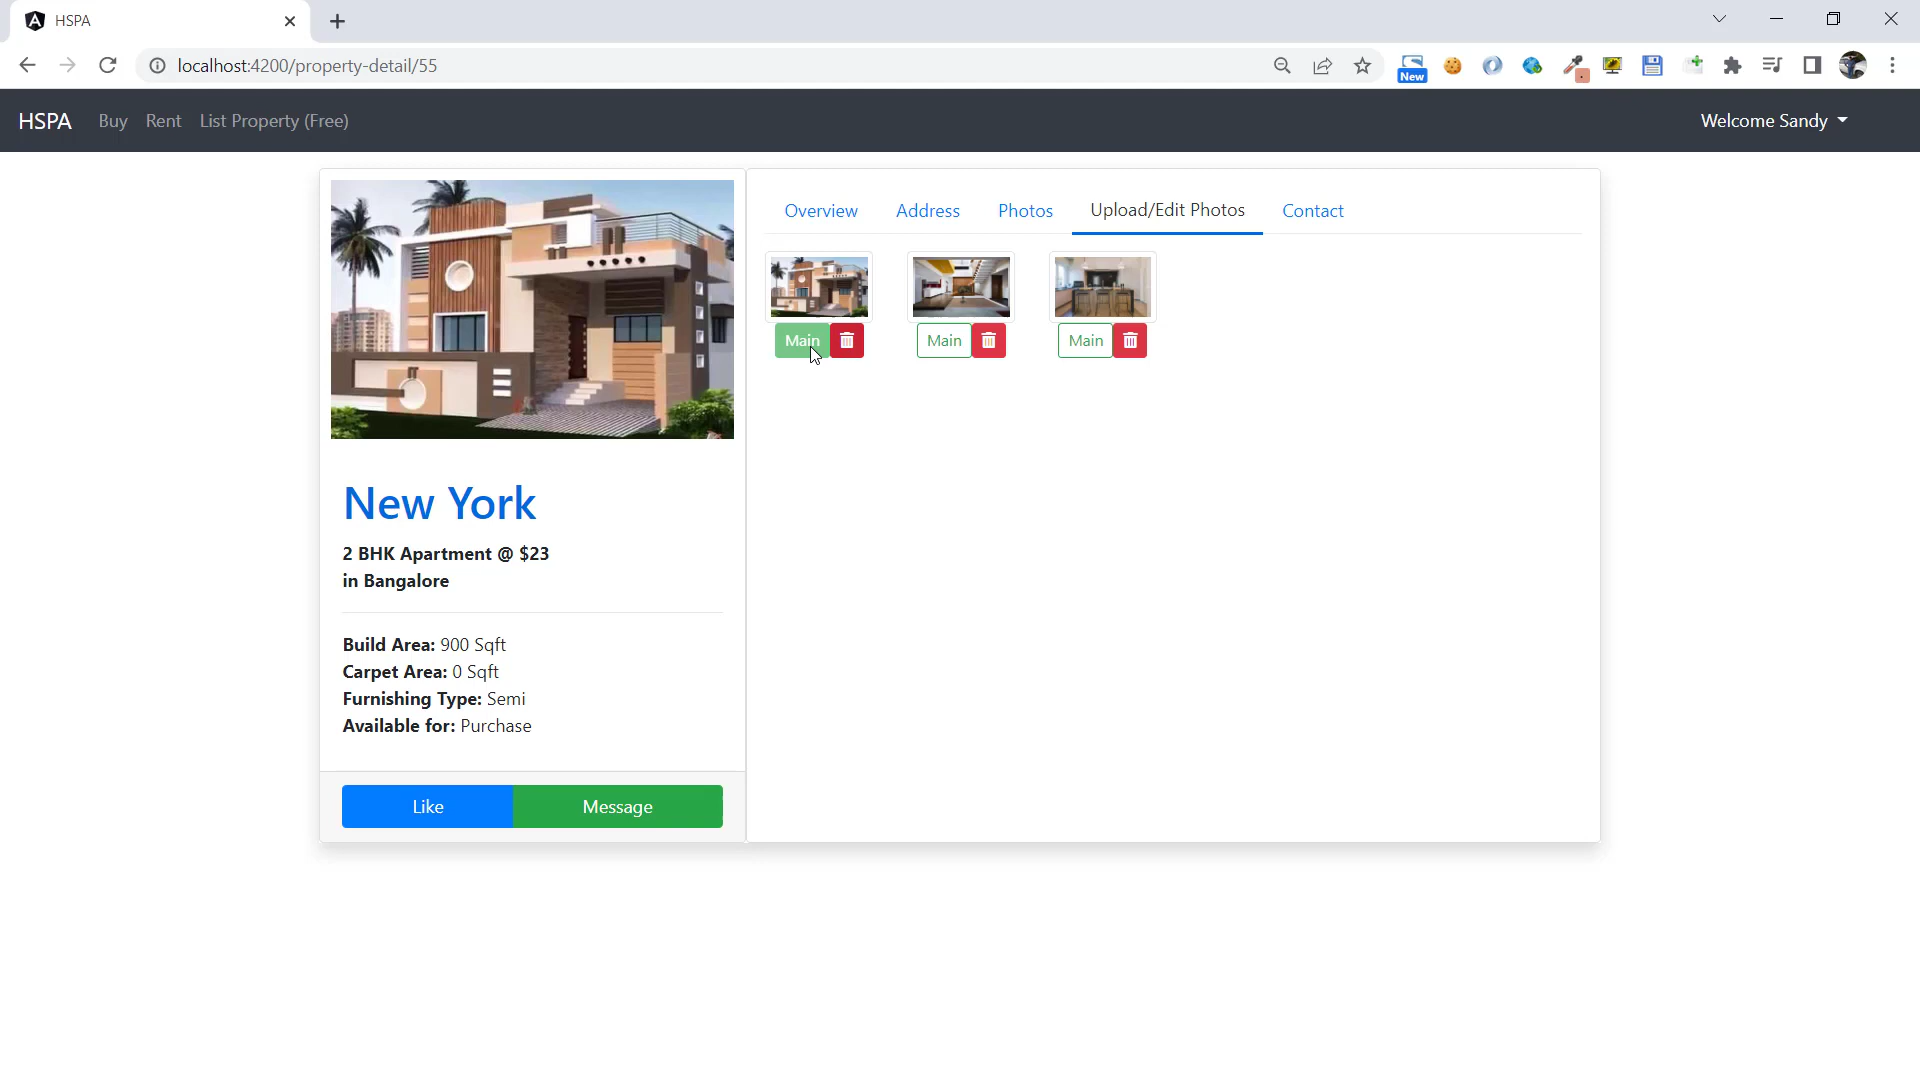 HSPA
localhost:4200/property-detail/55
New
HSPA Buy Rent List Property (Free) Welcome Sandy
Overview Address Photos Upload/Edit Photos Contact
Main Main Main
New York
2 BHK Apartment @ $23
in Bangalore
Build Area: 900 Sqft
Carpet Area: 0 Sqft
Furnishing Type: Semi
Available for: Purchase
Like Message